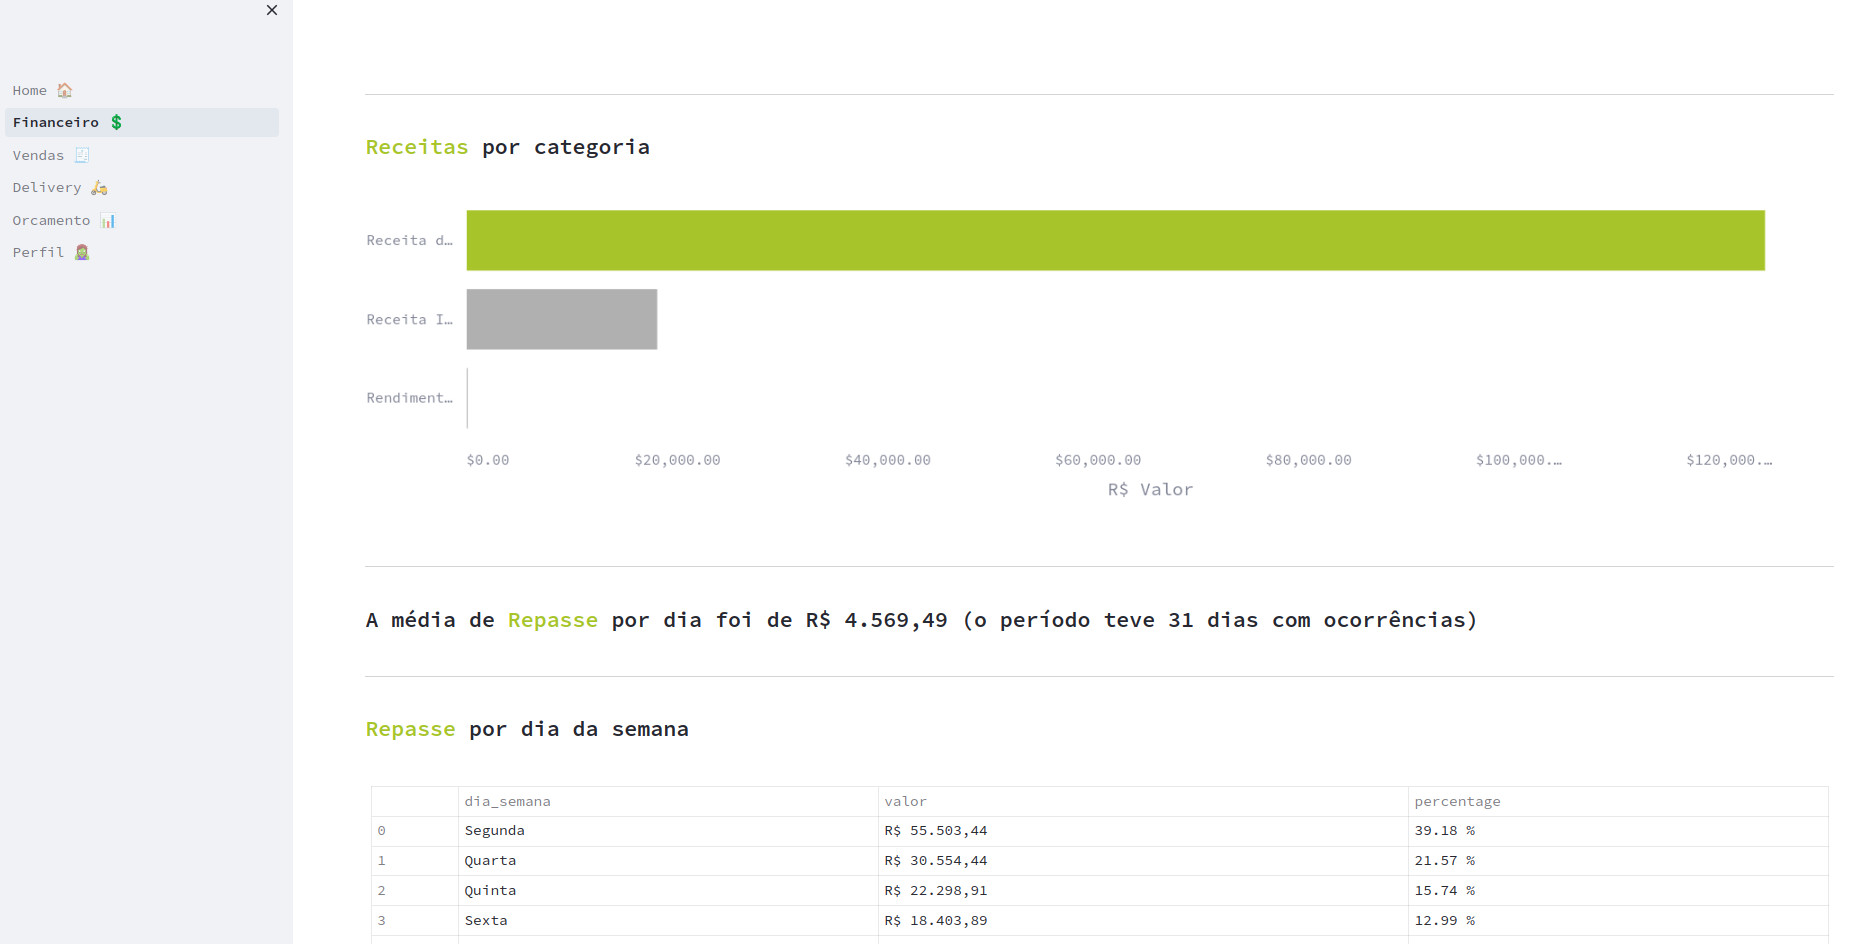 Home 🏠
Financeiro 💲
Vendas 🧾
Delivery 🛵
Orcamento 📊
Perfil 👩
Receitas por categoria
Receita d…
Receita I…
Rendiment…
$0.00 $20,000.00 $40,000.00 $60,000.00 $80,000.00 $100,000.… $120,000.…
R$ Valor
A média de Repasse por dia foi de R$ 4.569,49 (o período teve 31 dias com ocorrências)
Repasse por dia da semana
dia_semana valor percentage
0 Segunda R$ 55.503,44 39.18 %
1 Quarta R$ 30.554,44 21.57 %
2 Quinta R$ 22.298,91 15.74 %
3 Sexta R$ 18.403,89 12.99 %